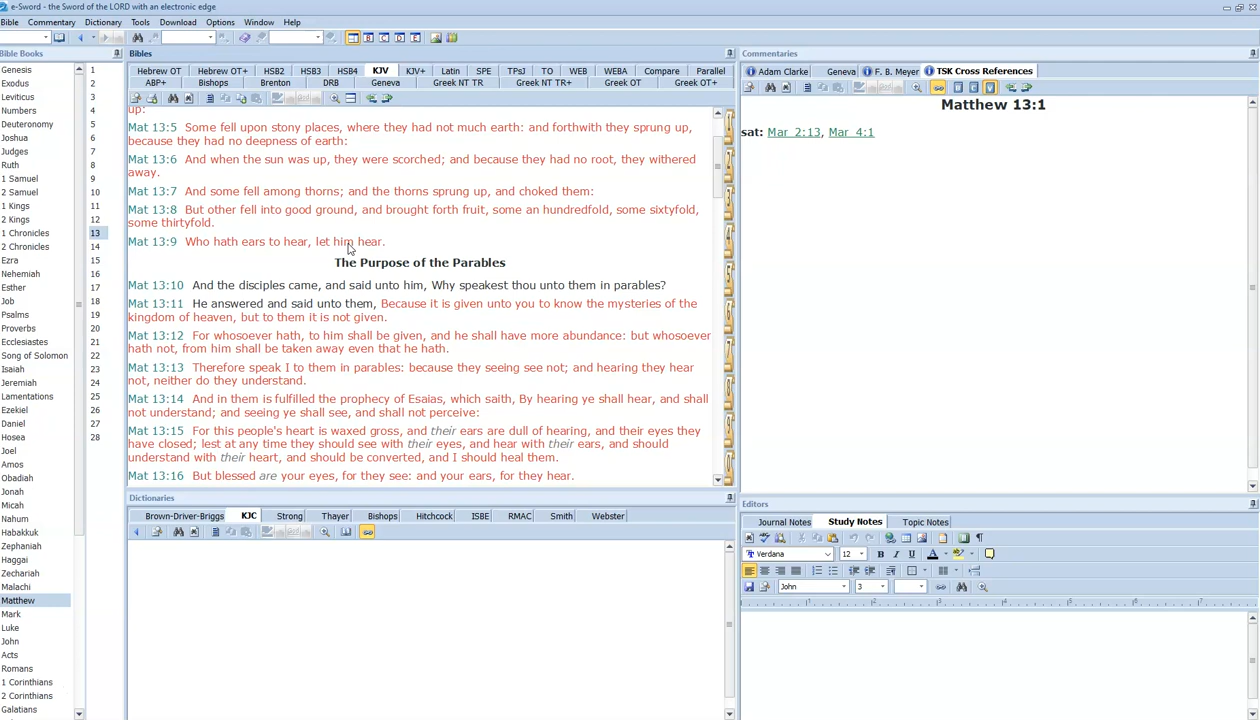 e-Sword - the Sword of the LORD with an electronic edge
Bible Commentary Dictionary Tools Download Options Window Help
Bible Books
Genesis
Exodus
Leviticus
Numbers
Deuteronomy
Joshua
Judges
Ruth
1 Samuel
2 Samuel
1 Kings
2 Kings
1 Chronicles
2 Chronicles
Ezra
Nehemiah
Esther
Job
Psalms
Proverbs
Ecclesiastes
Song of Solomon
Isaiah
Jeremiah
Lamentations
Ezekiel
Daniel
Hosea
Joel
Amos
Obadiah
Jonah
Micah
Nahum
Habakkuk
Zephaniah
Haggai
Zechariah
Malachi
Matthew
Mark
Luke
John
Acts
Romans
1 Corinthians
2 Corinthians
Galatians
1
2
3
4
5
6
7
8
9
10
11
12
13
14
15
16
17
18
19
20
21
22
23
24
25
26
27
28
Bibles
Hebrew OT Hebrew OT+ HSB2 HSB3 HSB4 KJV KJV+ Latin SPE TPsJ TO WEB WEBA Compare Parallel
ABP+ Bishops Brenton DRB Geneva Greek NT TR Greek NT TR+ Greek OT Greek OT+
up:
Mat 13:5 Some fell upon stony places, where they had not much earth: and forthwith they sprung up,
because they had no deepness of earth:
Mat 13:6 And when the sun was up, they were scorched; and because they had no root, they withered
away.
Mat 13:7 And some fell among thorns; and the thorns sprung up, and choked them:
Mat 13:8 But other fell into good ground, and brought forth fruit, some an hundredfold, some sixtyfold,
some thirtyfold.
Mat 13:9 Who hath ears to hear, let him hear.
The Purpose of the Parables
Mat 13:10 And the disciples came, and said unto him, Why speakest thou unto them in parables?
Mat 13:11 He answered and said unto them, Because it is given unto you to know the mysteries of the
kingdom of heaven, but to them it is not given.
Mat 13:12 For whosoever hath, to him shall be given, and he shall have more abundance: but whosoever
hath not, from him shall be taken away even that he hath.
Mat 13:13 Therefore speak I to them in parables: because they seeing see not; and hearing they hear
not, neither do they understand.
Mat 13:14 And in them is fulfilled the prophecy of Esaias, which saith, By hearing ye shall hear, and shall
not understand; and seeing ye shall see, and shall not perceive:
Mat 13:15 For this people's heart is waxed gross, and their ears are dull of hearing, and their eyes they
have closed; lest at any time they should see with their eyes, and hear with their ears, and should
understand with their heart, and should be converted, and I should heal them.
Mat 13:16 But blessed are your eyes, for they see: and your ears, for they hear.
Dictionaries
Brown-Driver-Briggs KJC Strong Thayer Bishops Hitchcock ISBE RMAC Smith Webster
Commentaries
Adam Clarke Geneva F. B. Meyer TSK Cross References
Matthew 13:1
sat: Mar_2:13, Mar_4:1
Editors
Journal Notes Study Notes Topic Notes
Verdana 12 B I U A
John 3
1 2 3 4 5 6 7